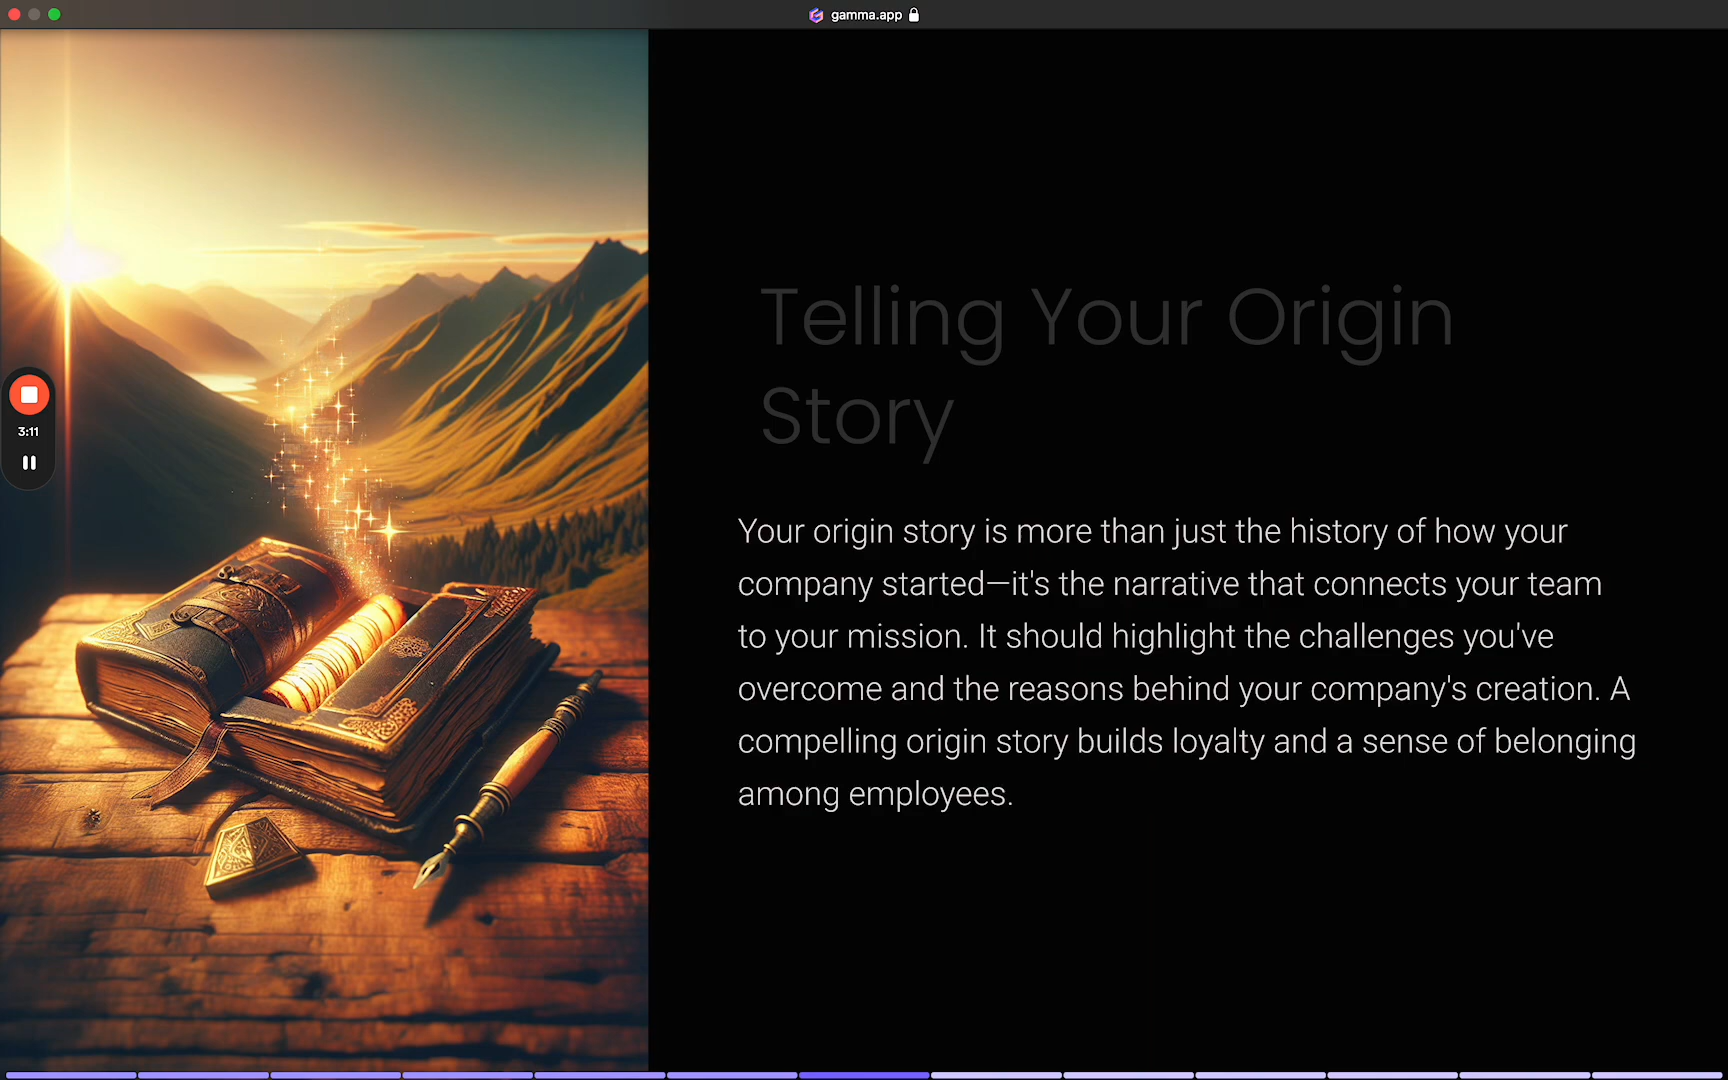 gamma.app
3:11
Telling Your Origin
Story
Your origin story is more than just the history of how your
company started—it's the narrative that connects your team
to your mission. It should highlight the challenges you've
overcome and the reasons behind your company's creation. A
compelling origin story builds loyalty and a sense of belonging
among employees.